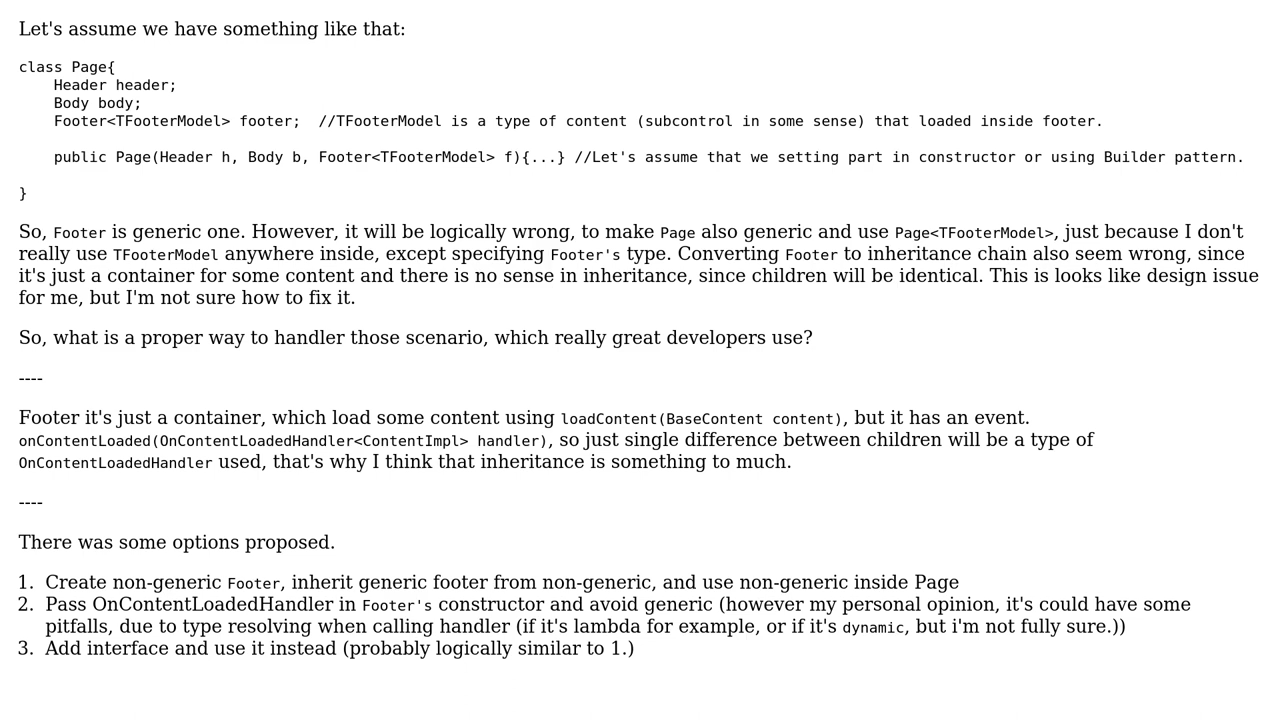 Let's assume we have something like that:
class Page{
    Header header;
    Body body;
    Footer<TFooterModel> footer;  //TFooterModel is a type of content (subcontrol in some sense) that loaded inside footer.
    public Page(Header h, Body b, Footer<TFooterModel> f){...} //Let's assume that we setting part in constructor or using Builder pattern.
}
So, Footer is generic one. However, it will be logically wrong, to make Page also generic and use Page<TFooterModel>, just because I don't
really use TFooterModel anywhere inside, except specifying Footer's type. Converting Footer to inheritance chain also seem wrong, since
it's just a container for some content and there is no sense in inheritance, since children will be identical. This is looks like design issue
for me, but I'm not sure how to fix it.
So, what is a proper way to handler those scenario, which really great developers use?
----
Footer it's just a container, which load some content using loadContent(BaseContent content), but it has an event.
onContentLoaded(OnContentLoadedHandler<ContentImpl> handler), so just single difference between children will be a type of
OnContentLoadedHandler used, that's why I think that inheritance is something to much.
----
There was some options proposed.
1. Create non-generic Footer, inherit generic footer from non-generic, and use non-generic inside Page
2. Pass OnContentLoadedHandler in Footer's constructor and avoid generic (however my personal opinion, it's could have some
pitfalls, due to type resolving when calling handler (if it's lambda for example, or if it's dynamic, but i'm not fully sure.))
3. Add interface and use it instead (probably logically similar to 1.)